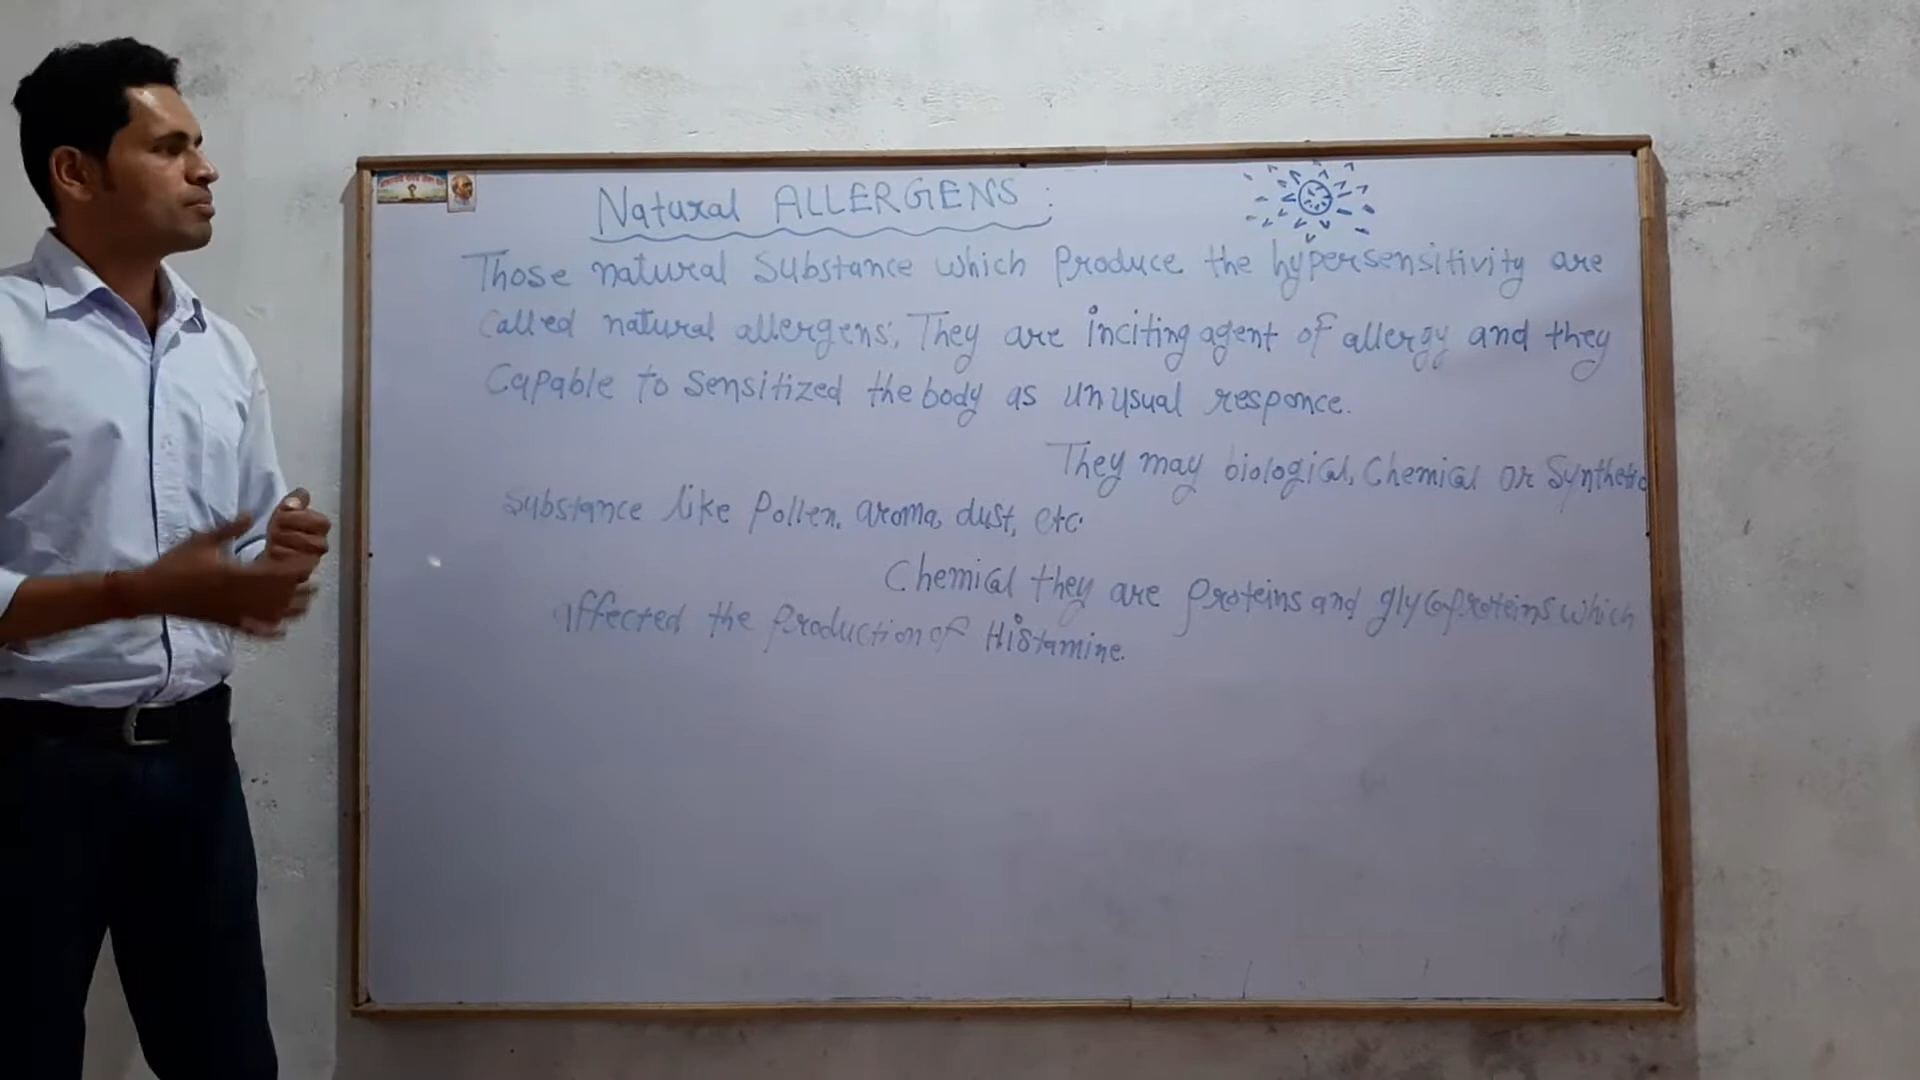 Natural ALLERGENS :
Those natural Substance which Produce the hypersensitivity are
Called natural allergens; They are inciting agent of allergy and they
Capable to Sensitized the body as unusual responce.
They may biological, Chemical or Synthetic
Substance like Pollen, aroma, dust, etc.
Chemical they are Proteins and glycoproteins which
affected the Production of Histamine.